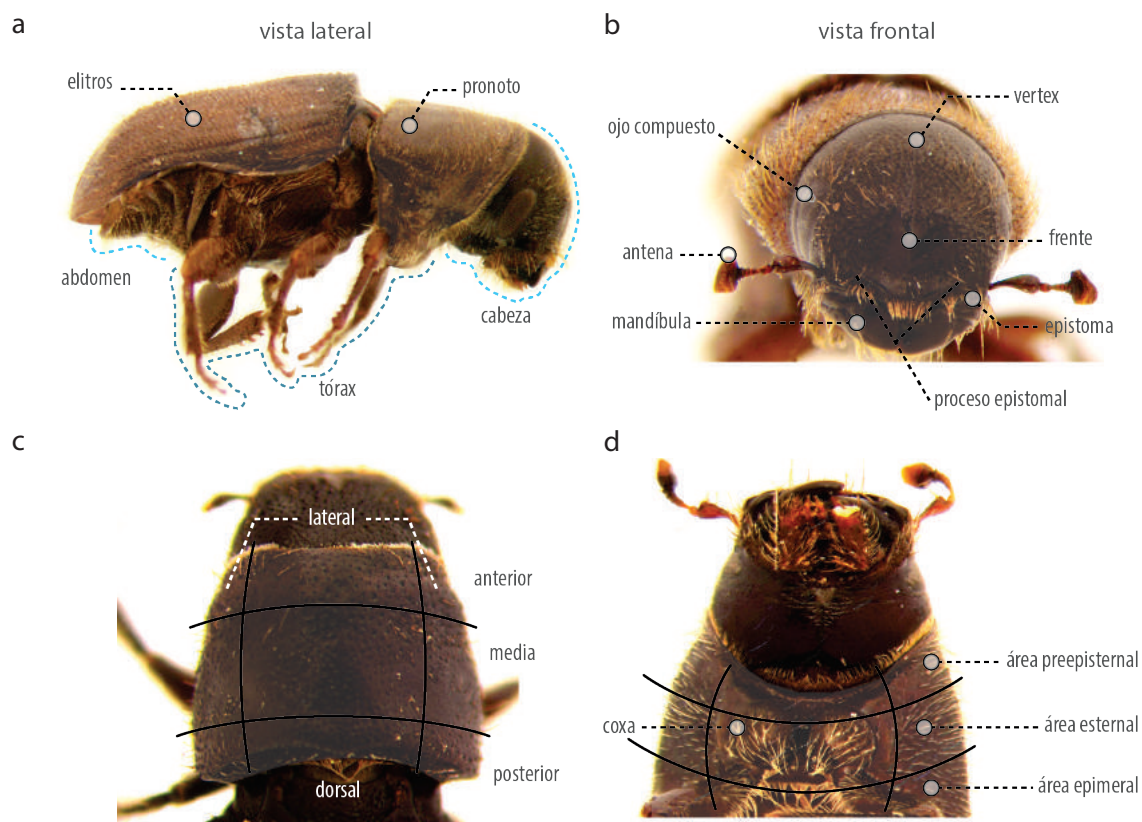 a
vista lateral
elitros
pronoto
abdomen
cabeza
tórax
b
vista frontal
vertex
ojo compuesto
antena
frente
mandíbula
epistoma
proceso epistomal
c
lateral
anterior
media
posterior
dorsal
d
área preepisternal
coxa
área esternal
área epimeral